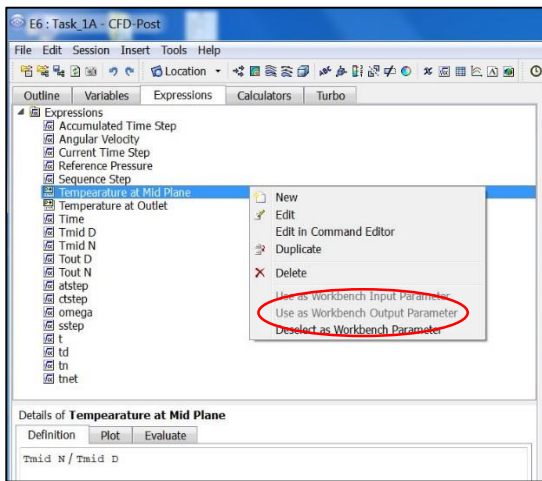 E6 : Task_1A - CFD-Post
File Edit Session Insert Tools Help
Location
Outline Variables Expressions Calculators Turbo
Expressions
Accumulated Time Step
Angular Velocity
Current Time Step
Reference Pressure
Sequence Step
Tempearature at Mid Plane
Temperature at Outlet
Time
Tmid D
Tmid N
Tout D
Tout N
atstep
ctstep
omega
sstep
t
td
tn
tnet
New
Edit
Edit in Command Editor
Duplicate
Delete
Use as Workbench Input Parameter
Use as Workbench Output Parameter
Deselect as Workbench Parameter
Details of Tempearature at Mid Plane
Definition Plot Evaluate
Tmid N / Tmid D